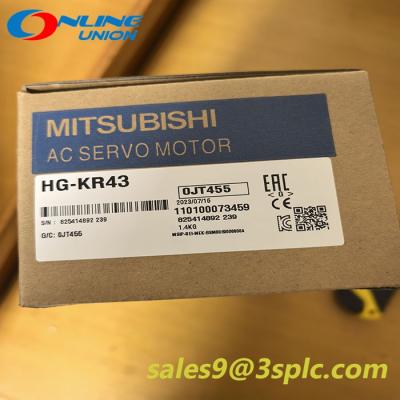 ONLINE
UNION
MITSUBISHI
AC SERVO MOTOR
HG-KR43
0JT455
2023/07/16
110100073459
S/N : 825414892 239
825414892 239
1.4KG
G/C: 0JT455
EAC
sales9@3splc.com